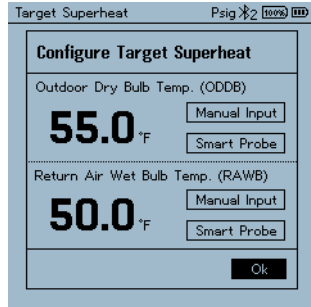 Target Superheat Psig 2 100%
Configure Target Superheat
Outdoor Dry Bulb Temp. (ODDB)
55.0 °F
Manual Input
Smart Probe
Return Air Wet Bulb Temp. (RAWB)
50.0 °F
Manual Input
Smart Probe
Ok